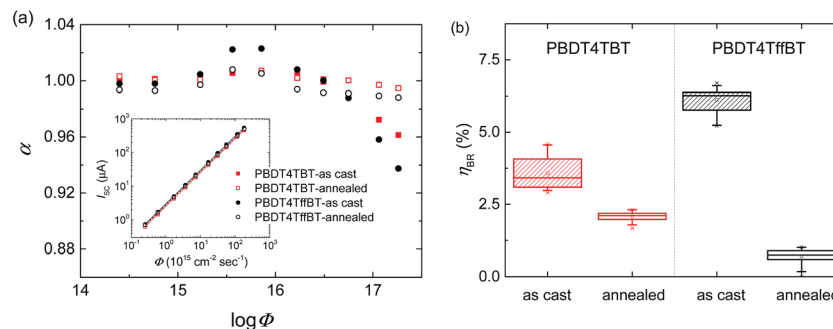 (a)
1.04
1.00
0.96
0.92
0.88
α
14
15
16
17
logΦ
10³
10²
10¹
10⁰
I_SC (µA)
10⁻¹ 10⁰ 10¹ 10² 10³
Φ (10¹⁵ cm⁻² sec⁻¹)
PBDT4TBT-as cast
PBDT4TBT-annealed
PBDT4TffBT-as cast
PBDT4TffBT-annealed
(b)
PBDT4TBT
PBDT4TffBT
7.5
5.0
2.5
0.0
η_BR (%)
as cast
annealed
as cast
annealed